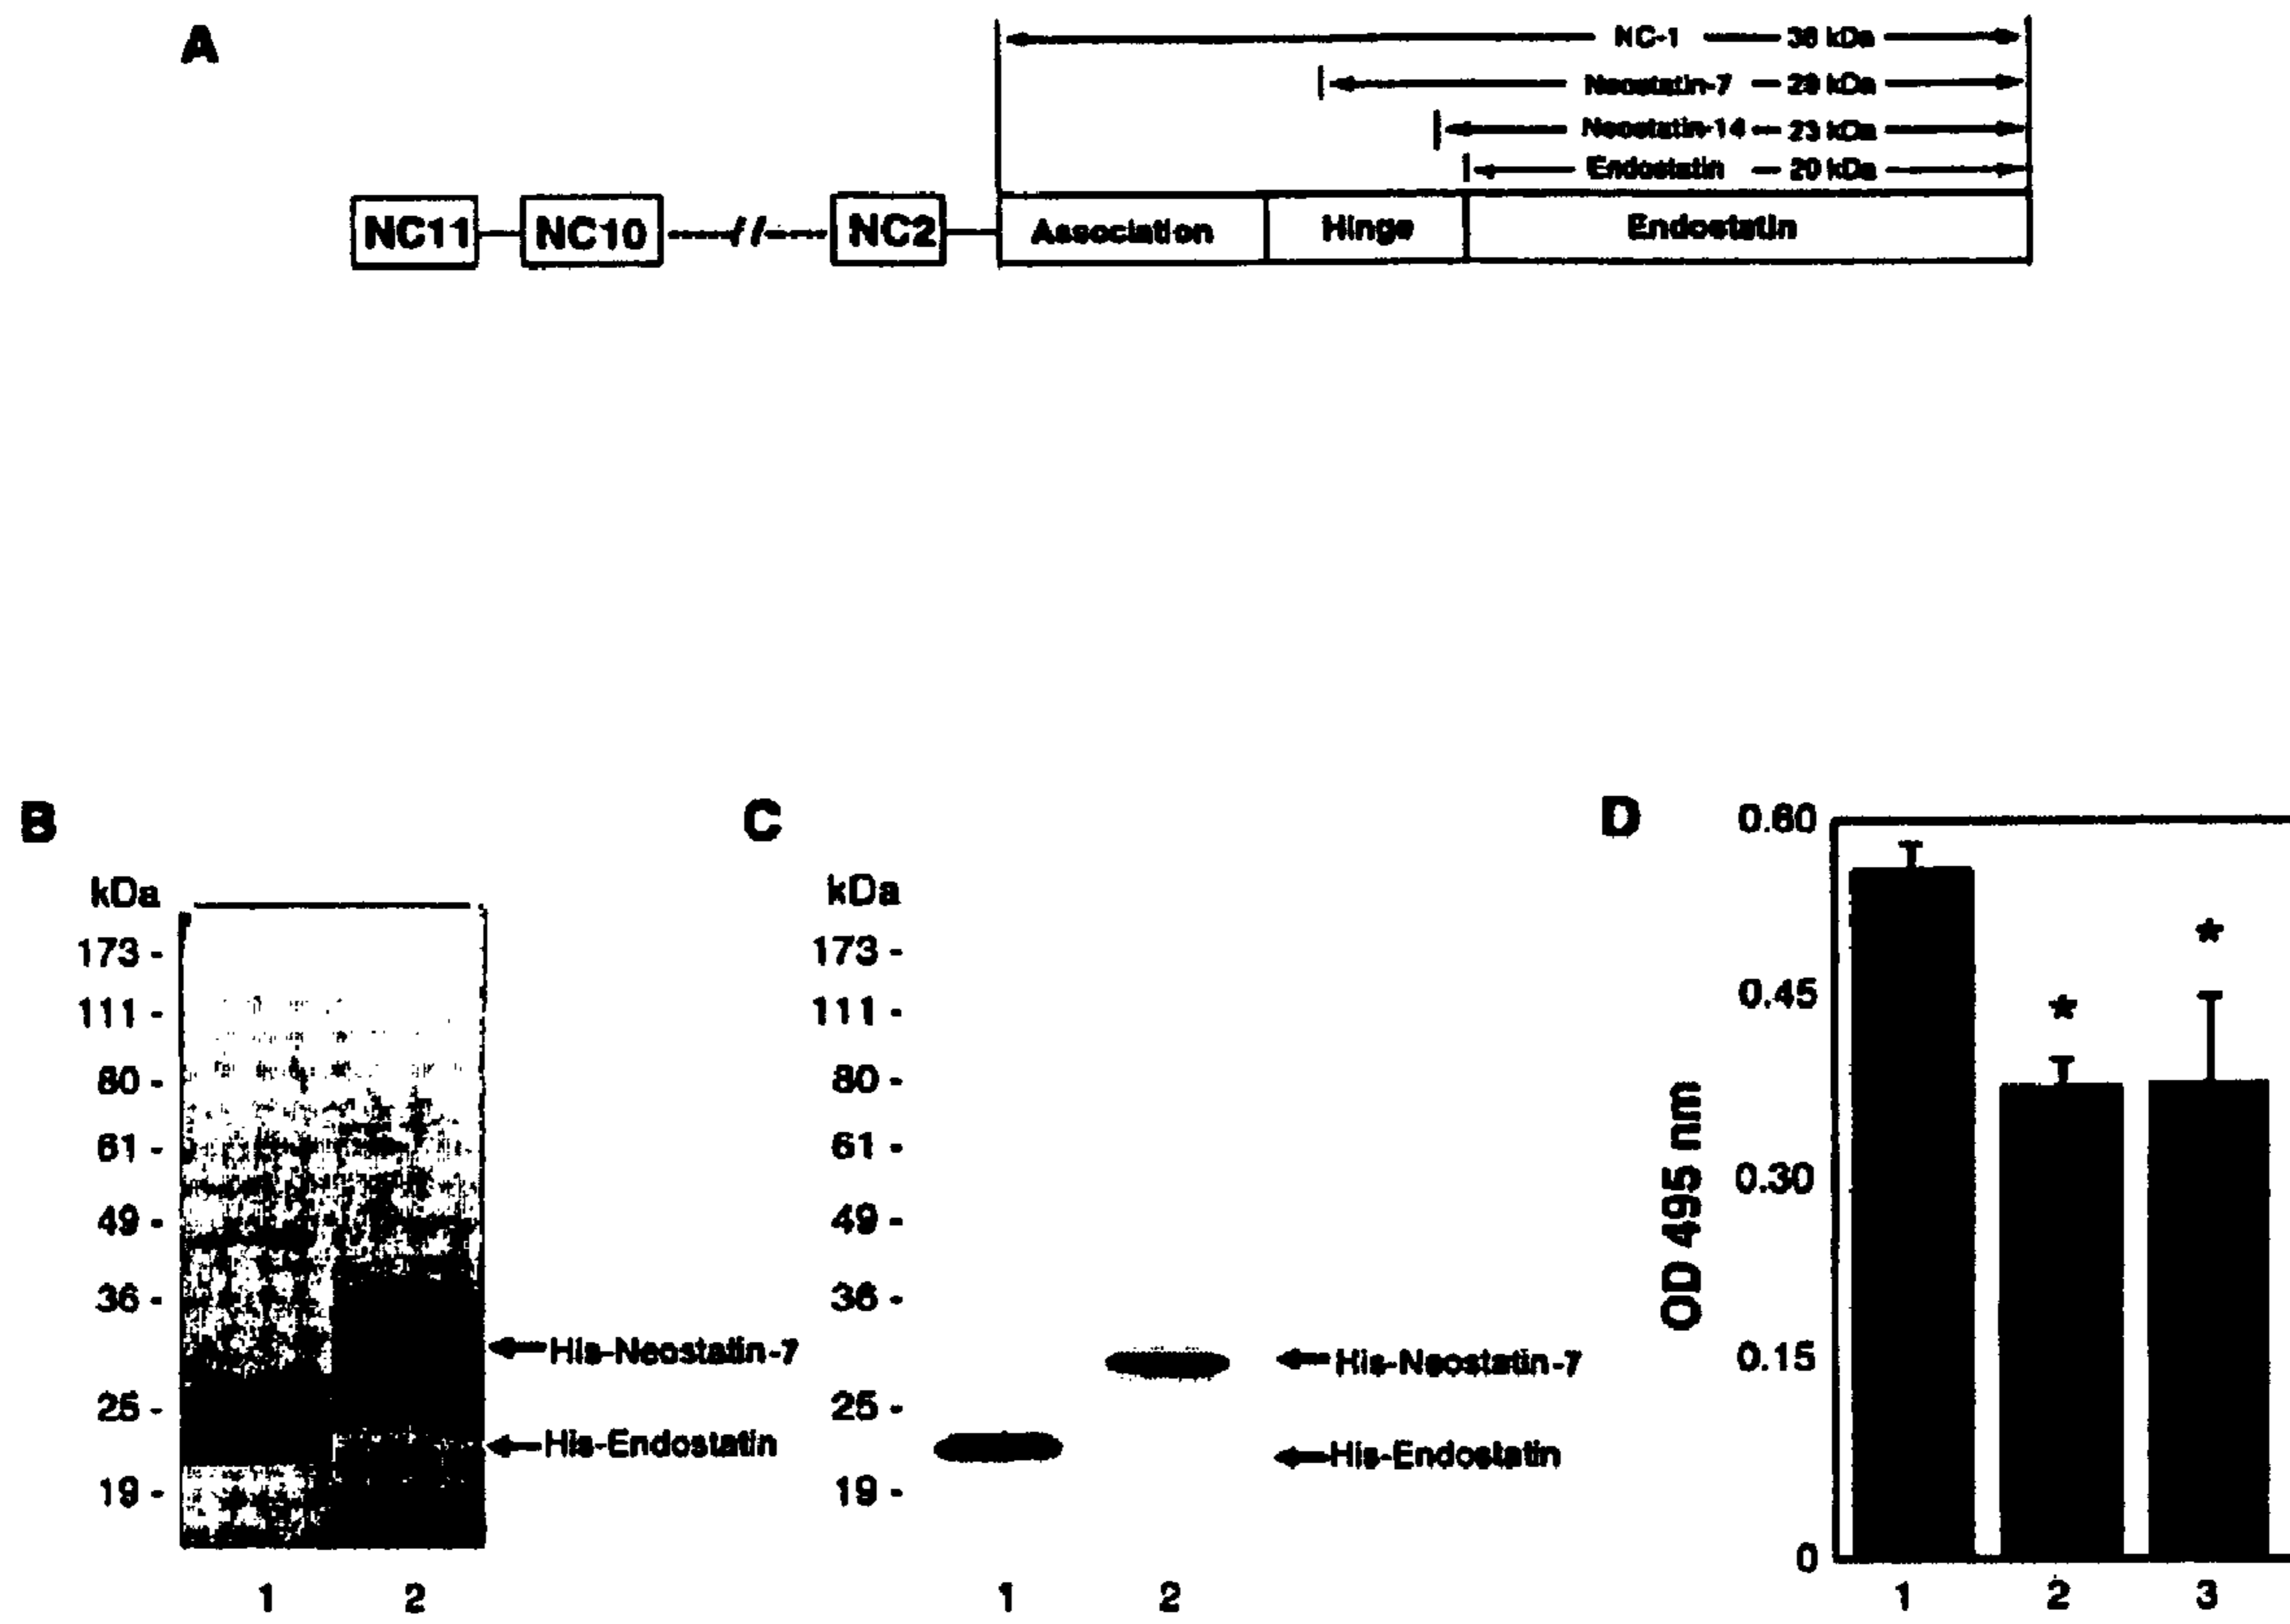 A
NC-1 38 kDa
Neostatin-7 28 kDa
Neostatin-14 23 kDa
Endostatin 20 kDa
NC11 NC10 NC2 Association Hinge Endostatin
B
kDa
173 -
111 -
80 -
61 -
49 -
36 -
25 -
19 -
His-Neostatin-7
His-Endostatin
1 2
C
kDa
173 -
111 -
80 -
61 -
49 -
36 -
25 -
19 -
His-Neostatin-7
His-Endostatin
1 2
D
OD 495 nm
0.60
0.45
0.30
0.15
0
* *
1 2 3